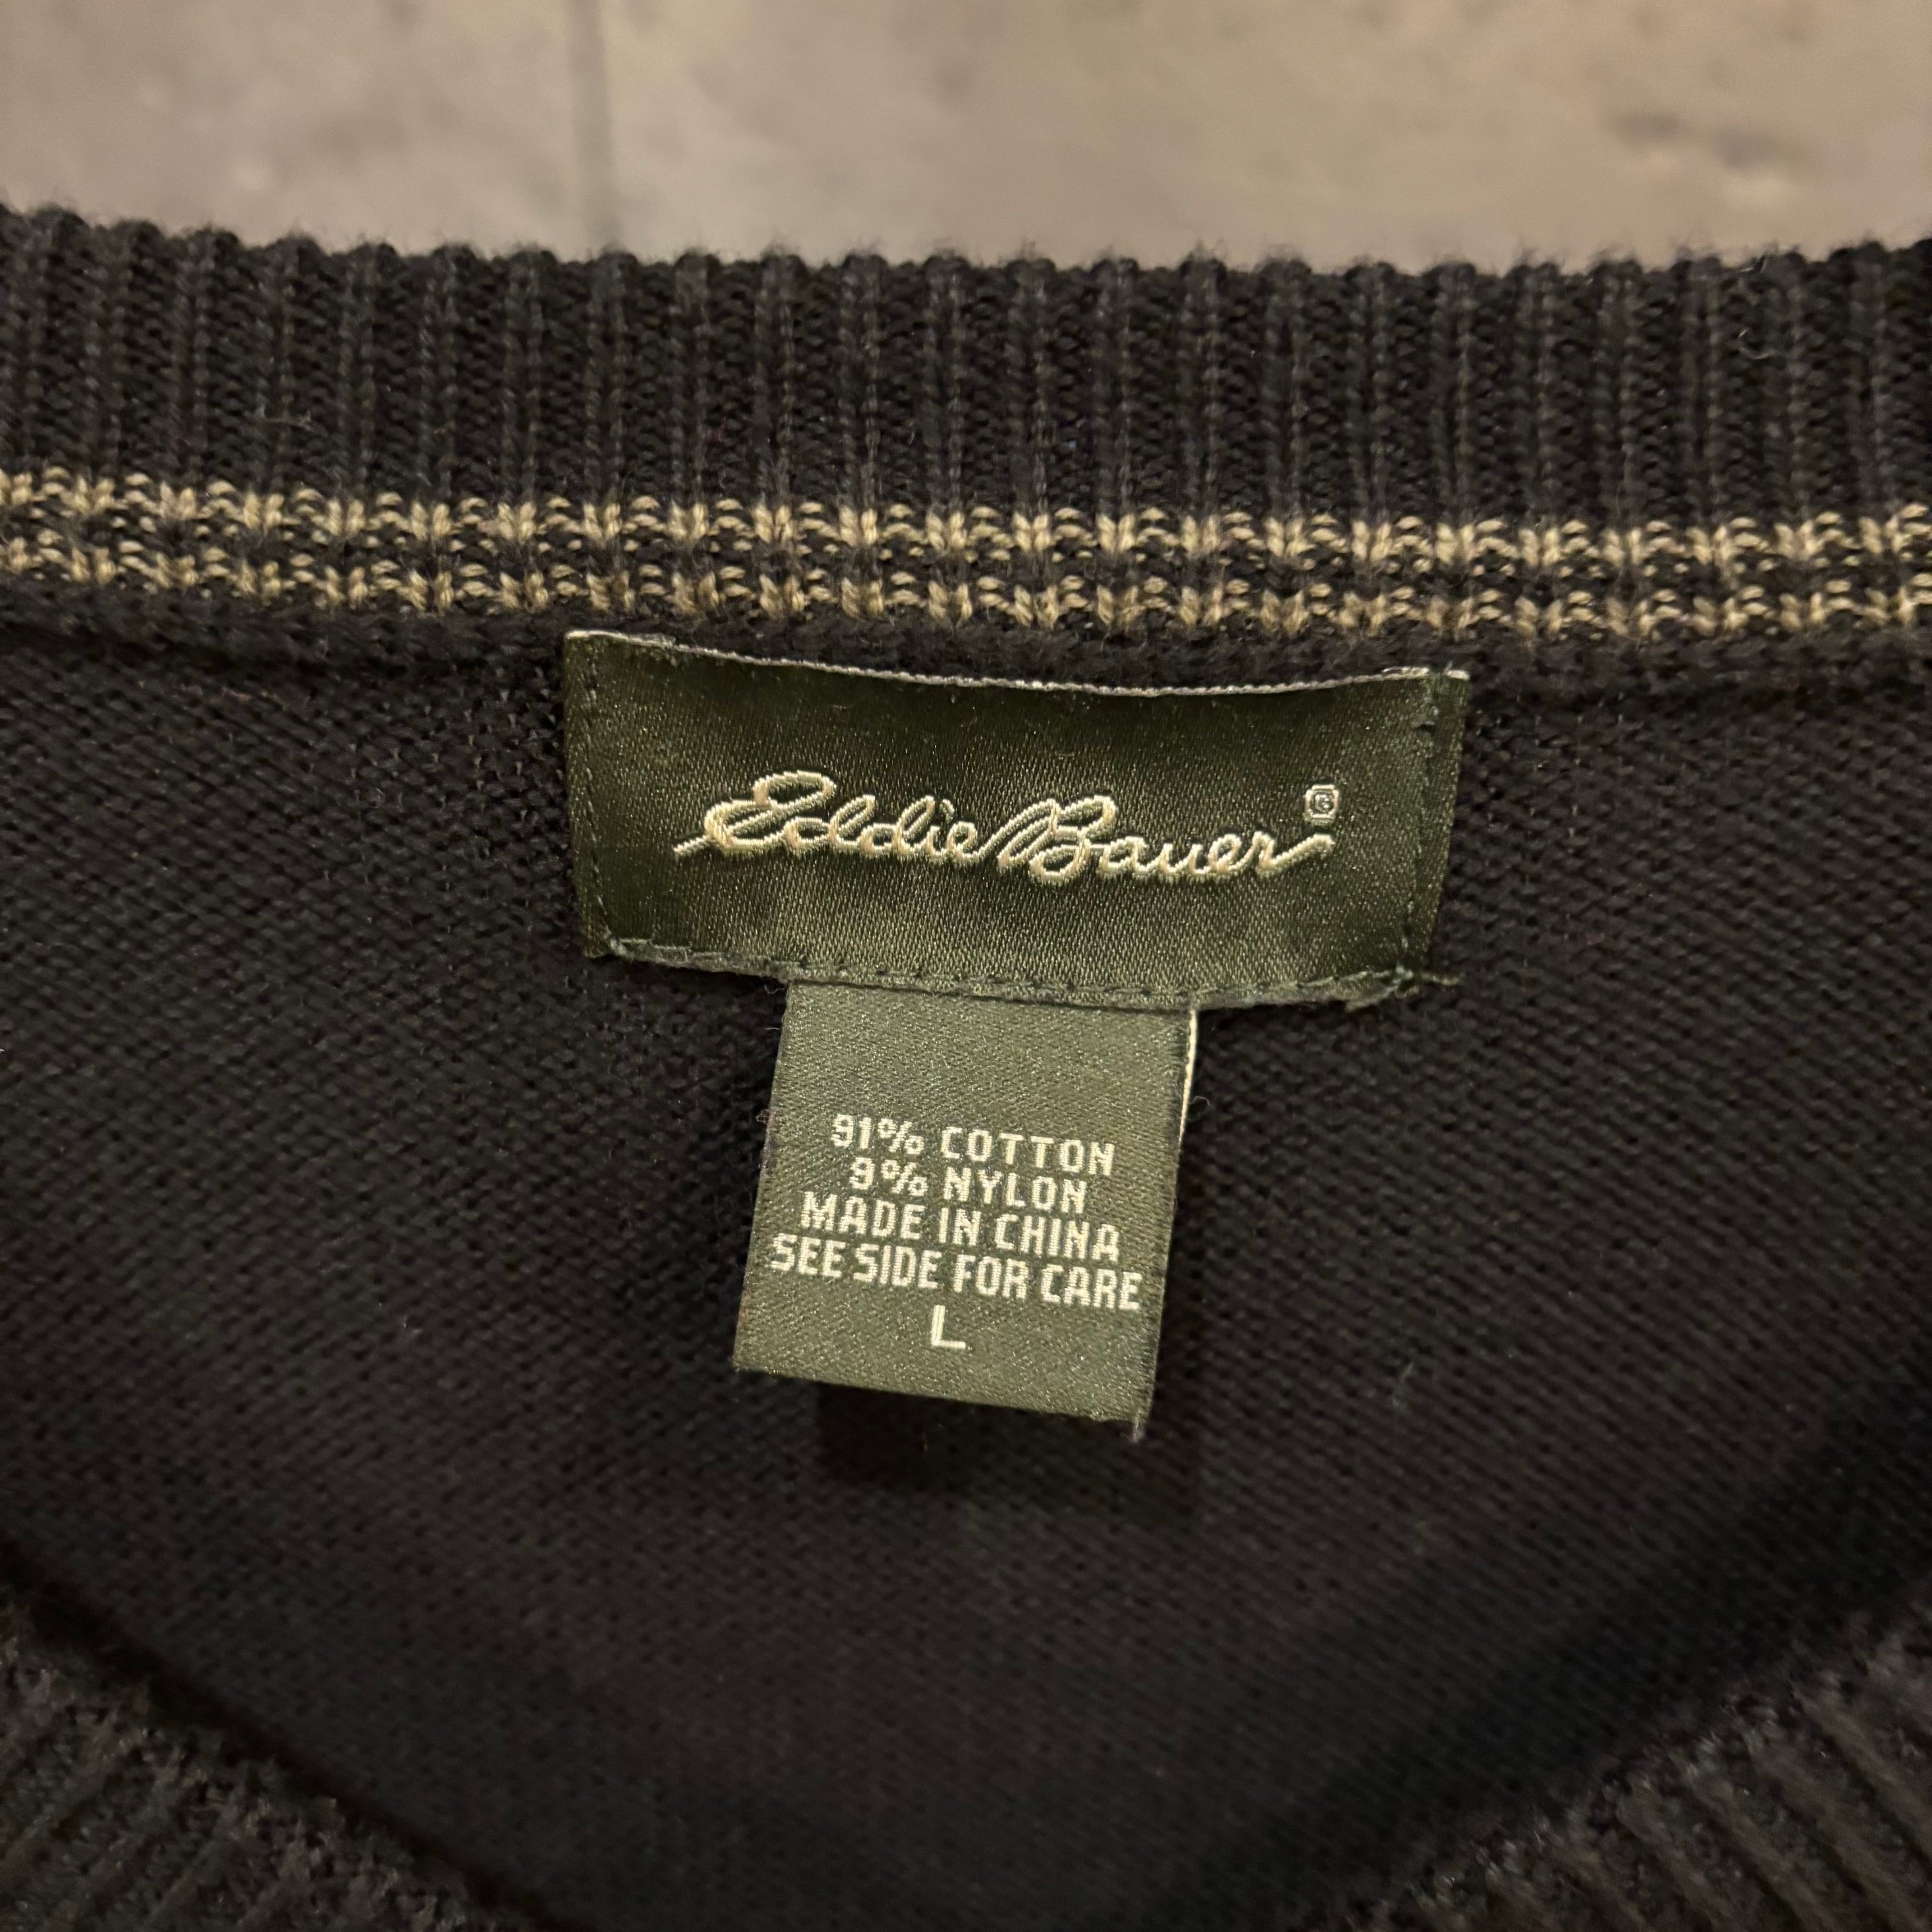 Eddie Bauer®
91% COTTON
9% NYLON
MADE IN CHINA
SEE SIDE FOR CARE
L